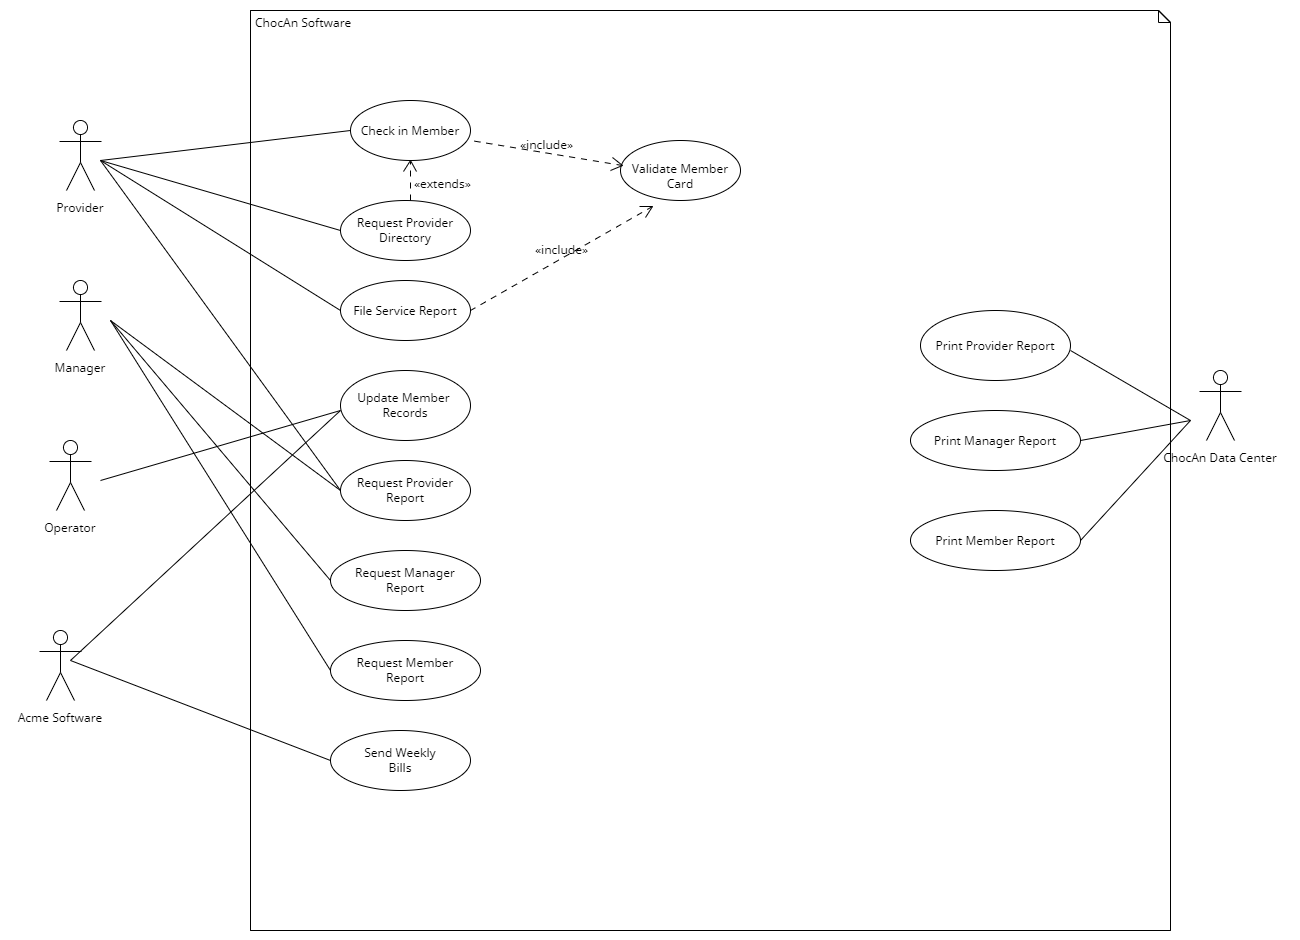 ChocAn Software
Check in Member
«include»
Validate Member
Card
Provider
«extends»
Request Provider
Directory
«include»
File Service Report
Manager
Print Provider Report
Update Member
Records
Print Manager Report
ChocAn Data Center
Request Provider
Report
Operator
Print Member Report
Request Manager
Report
Request Member
Report
Acme Software
Send Weekly
Bills